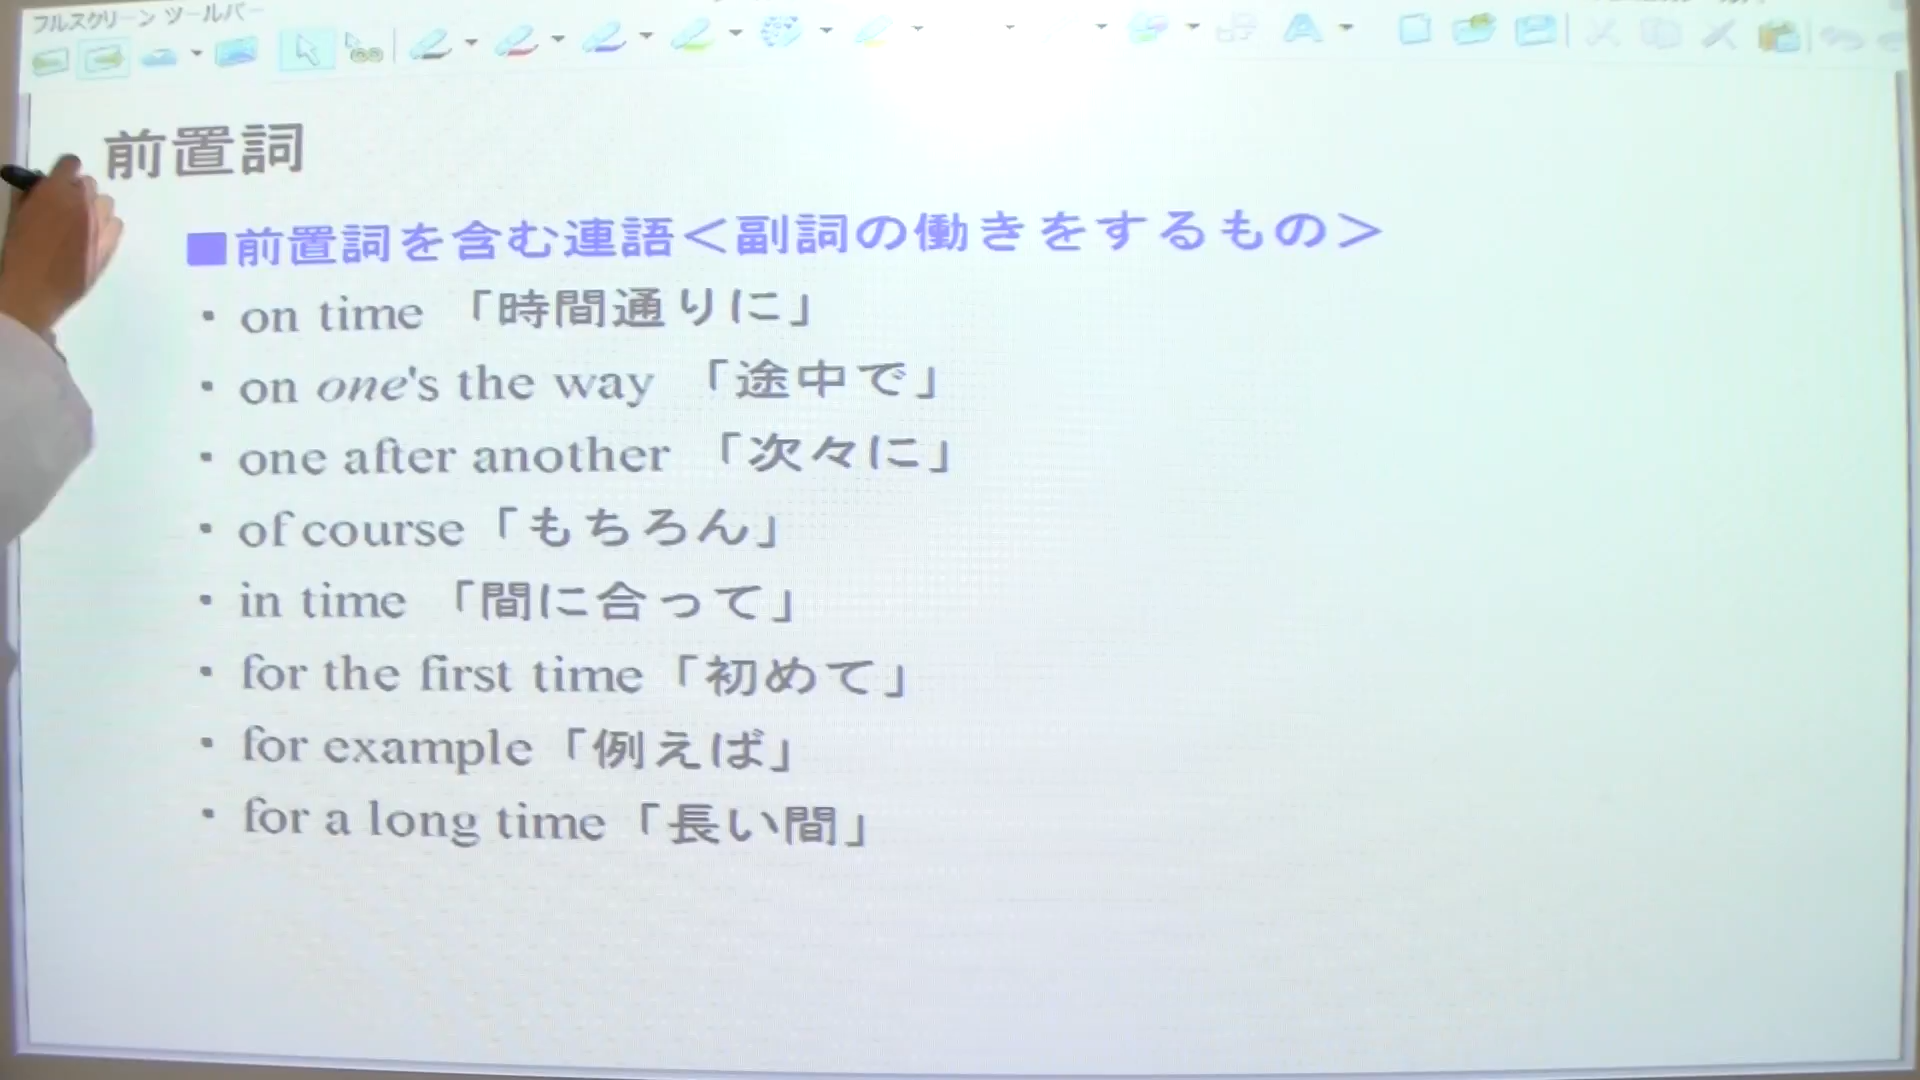 フルスクリーン ツールバー
前置詞
■前置詞を含む連語＜副詞の働きをするもの＞
・on time 「時間通りに」
・on one's the way 「途中で」
・one after another 「次々に」
・of course「もちろん」
・in time 「間に合って」
・for the first time「初めて」
・for example「例えば」
・for a long time「長い間」